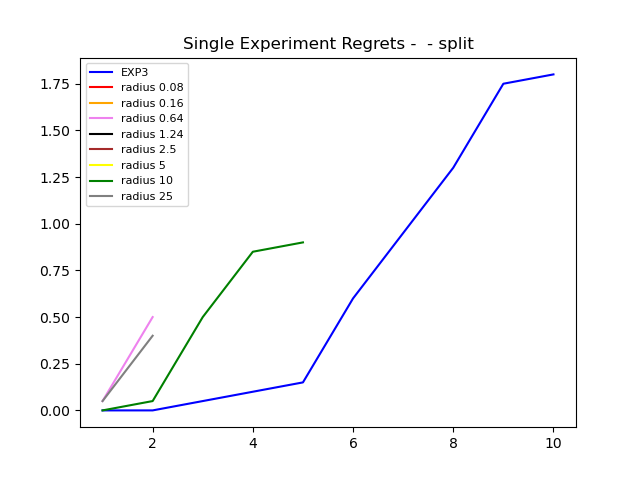 Single Experiment Regrets -  - split
EXP3
radius 0.08
radius 0.16
radius 0.64
radius 1.24
radius 2.5
radius 5
radius 10
radius 25
1.75
1.50
1.25
1.00
0.75
0.50
0.25
0.00
2 4 6 8 10